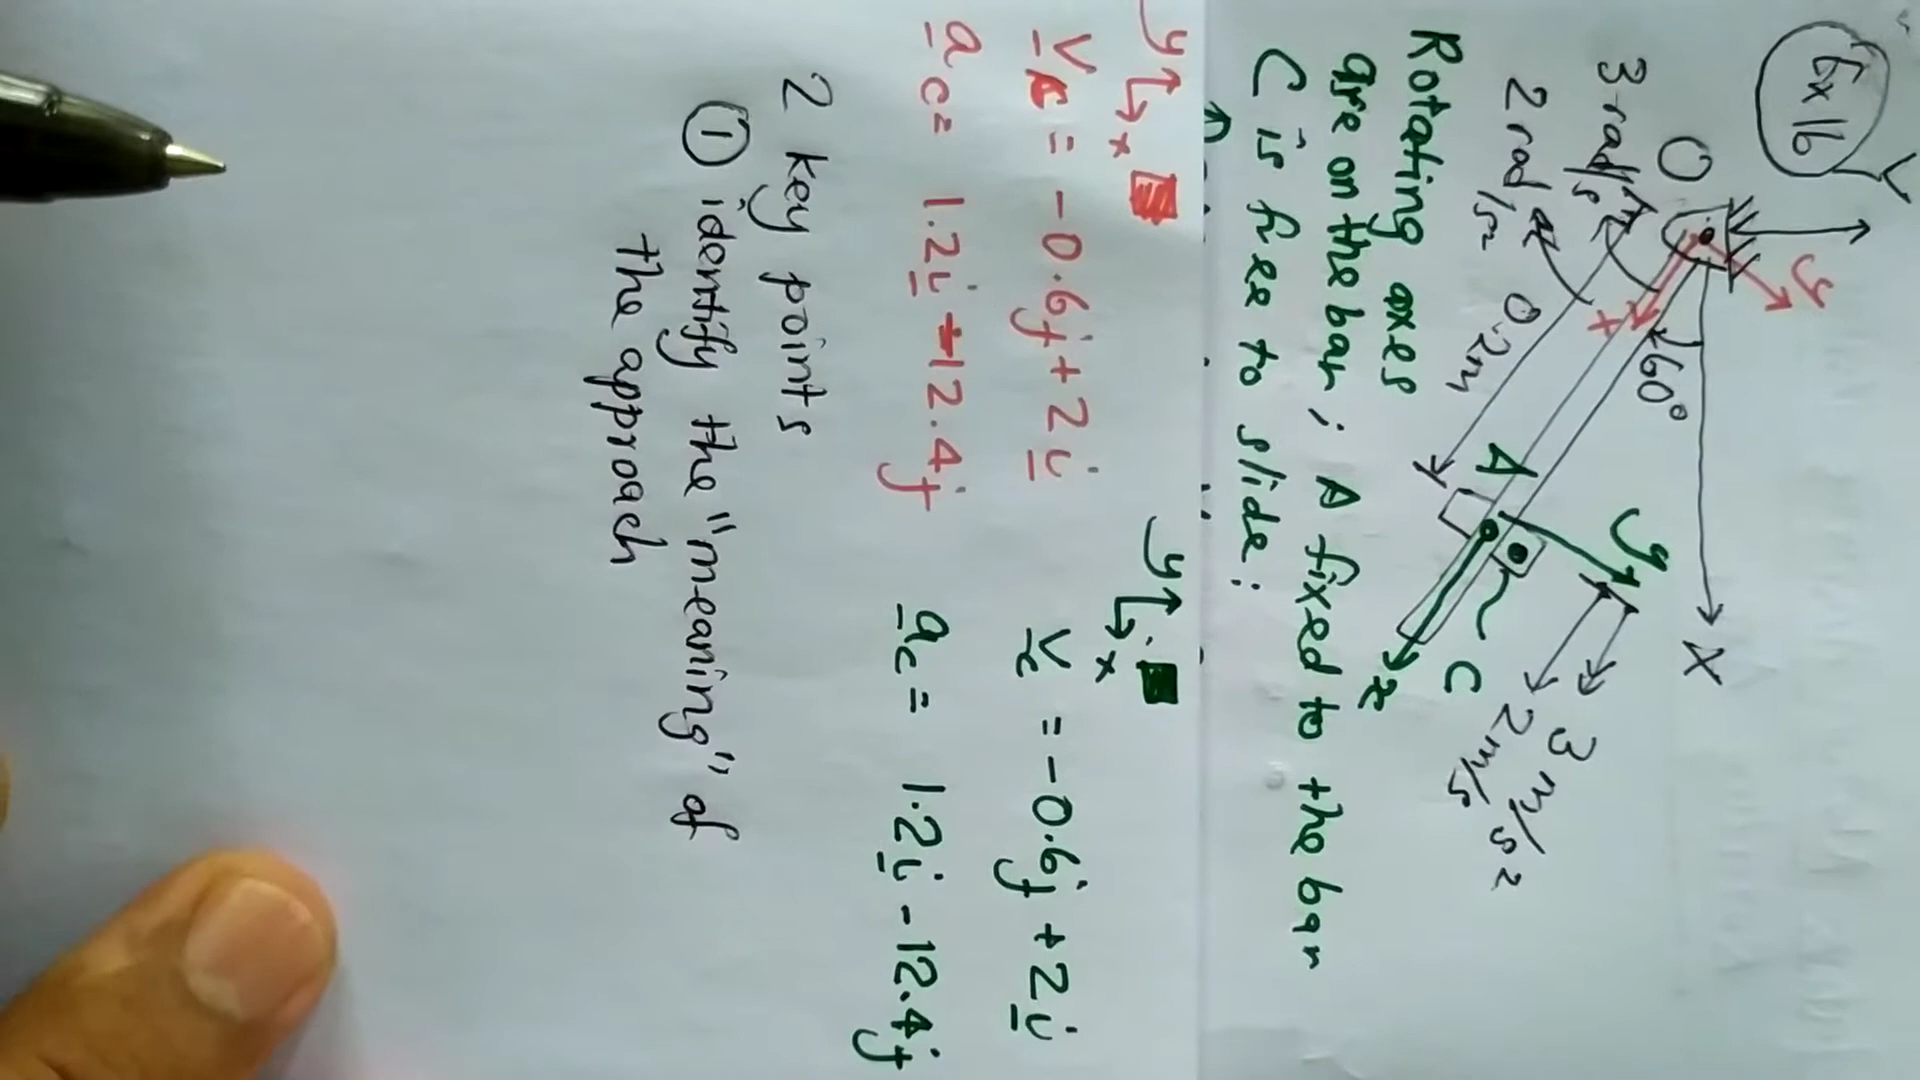 Ex 16
Y
O
y
x
60°
X
3 rad/s
2 rad/s²
0.2m
A
y
C
x
3 m/s²
2 m/s
Rotating axes
are on the bar; A fixed to the bar
C is free to slide:
y x
v_c = -0.6j + 2i
a_c = 1.2i - 12.4j
y x
v_c = -0.6j + 2i
a_c = 1.2i - 12.4j
2 key points
① identify the "meaning" of
the approach